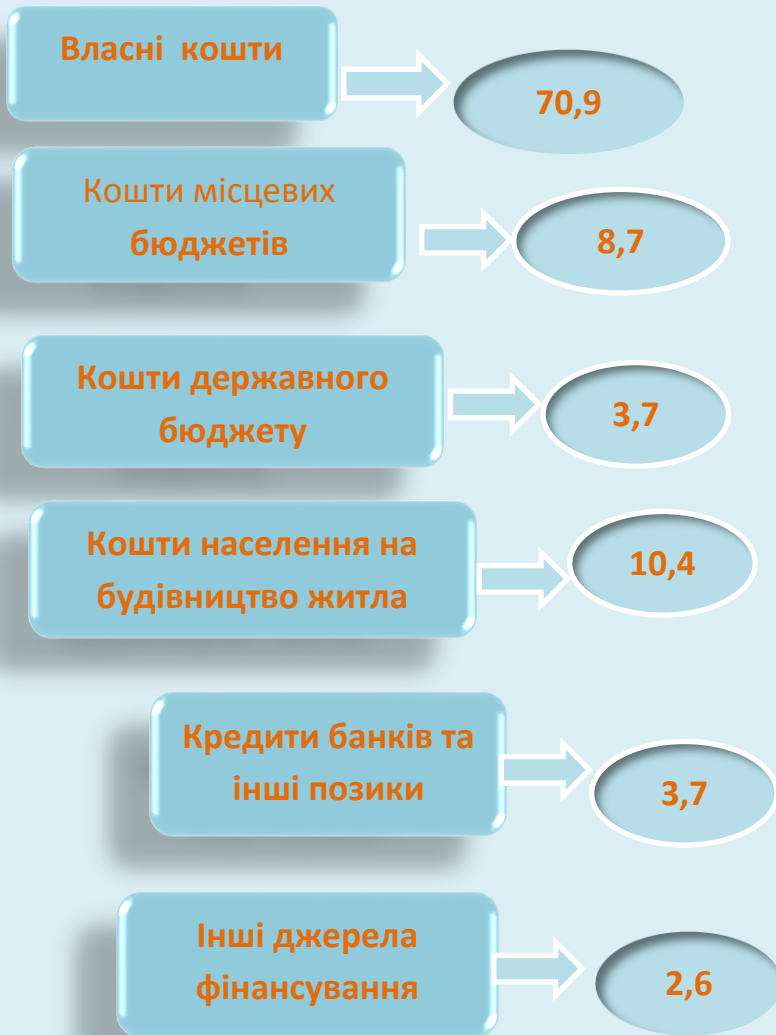 Власні кошти
70,9
Кошти місцевих
бюджетів
8,7
Кошти державного
бюджету
3,7
Кошти населення на
будівництво житла
10,4
Кредити банків та
інші позики
3,7
Інші джерела
фінансування
2,6